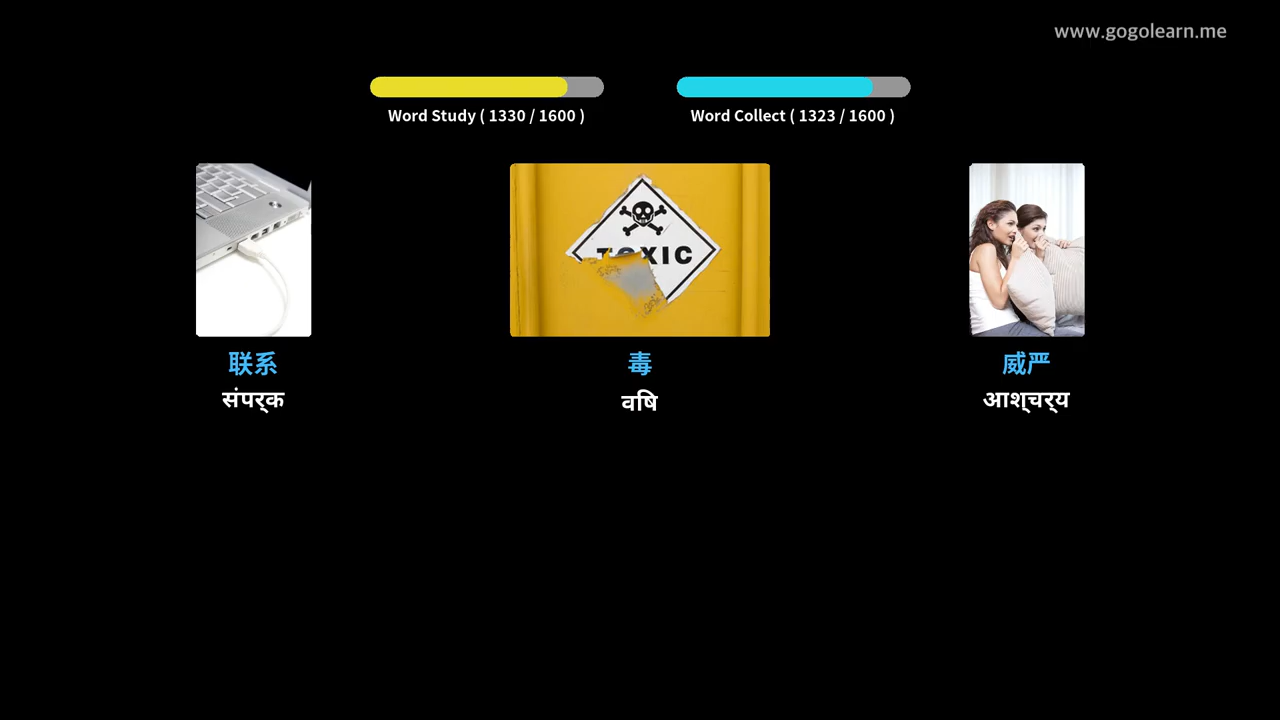 www.gogolearn.me
Word Study ( 1330 / 1600 )
Word Collect ( 1323 / 1600 )
TOXIC
联系
毒
威严
संपर्क
विष
आश्चर्य